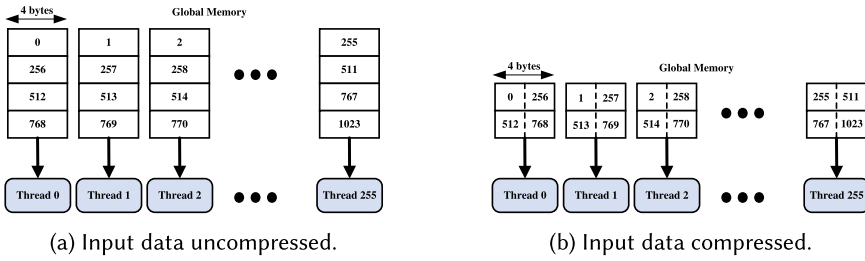 4 bytes
Global Memory
0 1 2 255
256 257 258 511
512 513 514 767
768 769 770 1023
Thread 0 Thread 1 Thread 2 Thread 255
(a) Input data uncompressed.
4 bytes
Global Memory
0 256 1 257 2 258 255 511
512 768 513 769 514 770 767 1023
Thread 0 Thread 1 Thread 2 Thread 255
(b) Input data compressed.